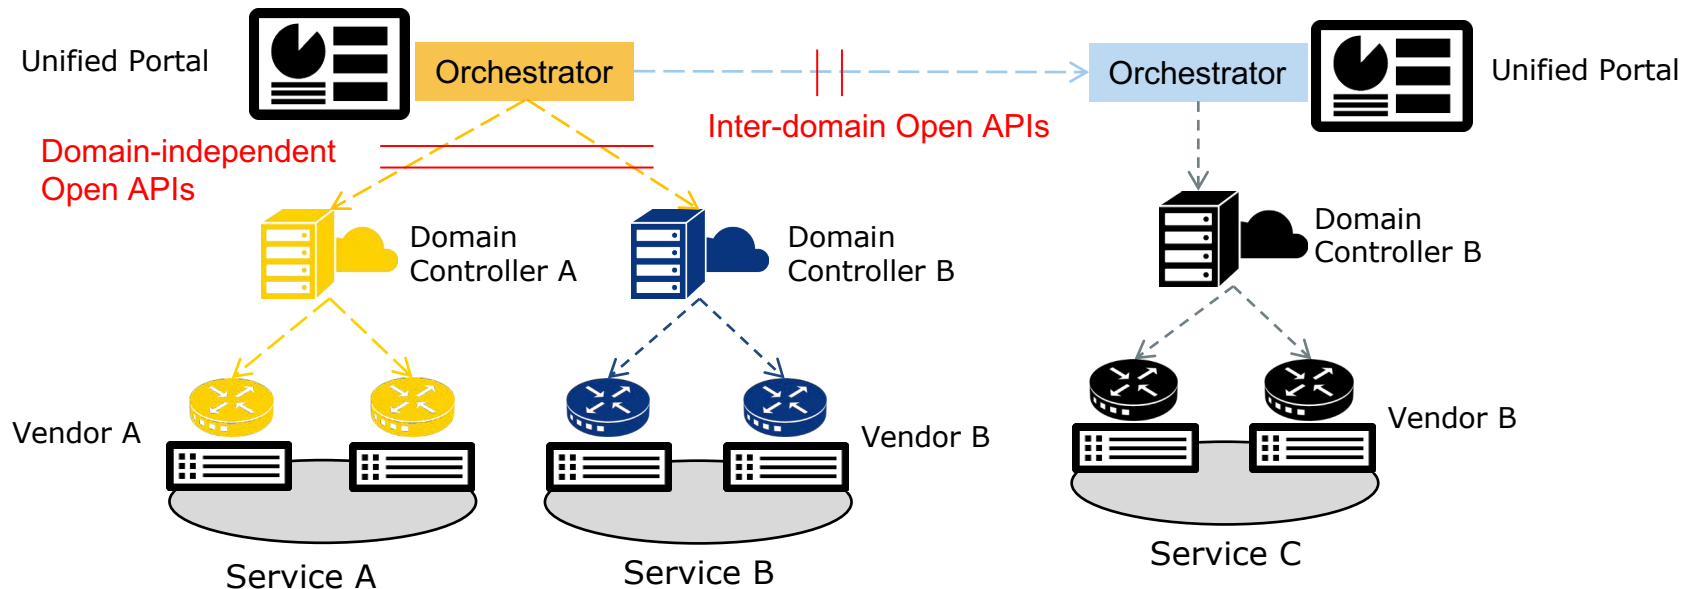 Unified Portal
Orchestrator
Orchestrator
Unified Portal
Inter-domain Open APIs
Domain-independent
Open APIs
Domain
Controller A
Domain
Controller B
Domain
Controller B
Vendor A
Vendor B
Vendor B
Service A
Service B
Service C